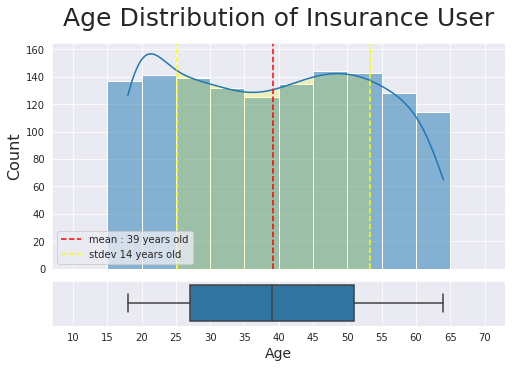 Age Distribution of Insurance User
160
140
120
100
80
60
40
20
0
Count
mean : 39 years old
stdev 14 years old
10 15 20 25 30 35 40 45 50 55 60 65 70
Age